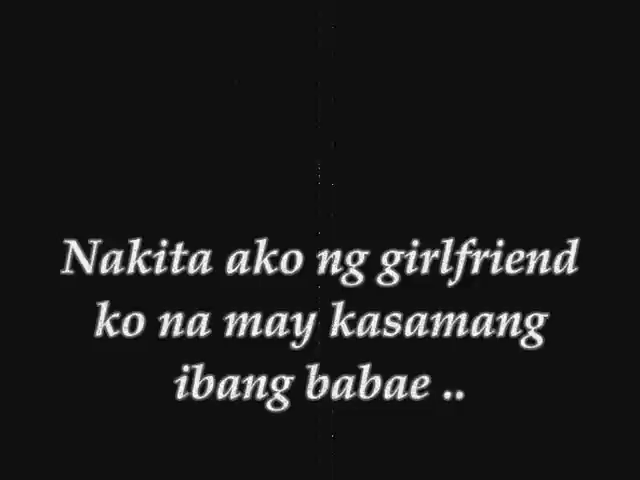 Nakita ako ng girlfriend
ko na may kasamang
ibang babae ..